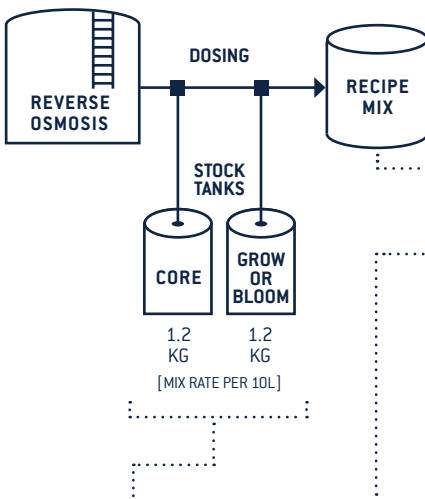 DOSING
REVERSE
OSMOSIS
RECIPE
MIX
STOCK
TANKS
CORE
GROW
OR
BLOOM
1.2
KG
1.2
KG
[MIX RATE PER 10L]